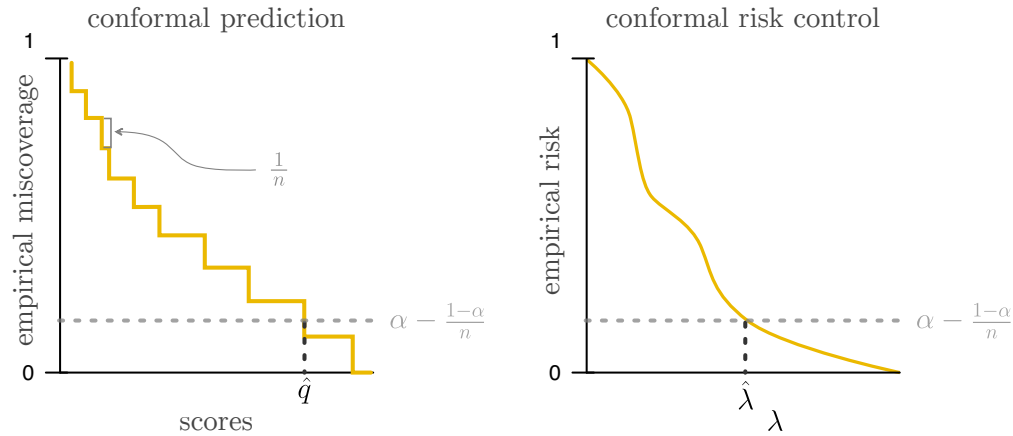 conformal prediction
1
empirical miscoverage
1/n
α − (1−α)/n
0
q̂
scores
conformal risk control
1
empirical risk
α − (1−α)/n
0
λ̂
λ